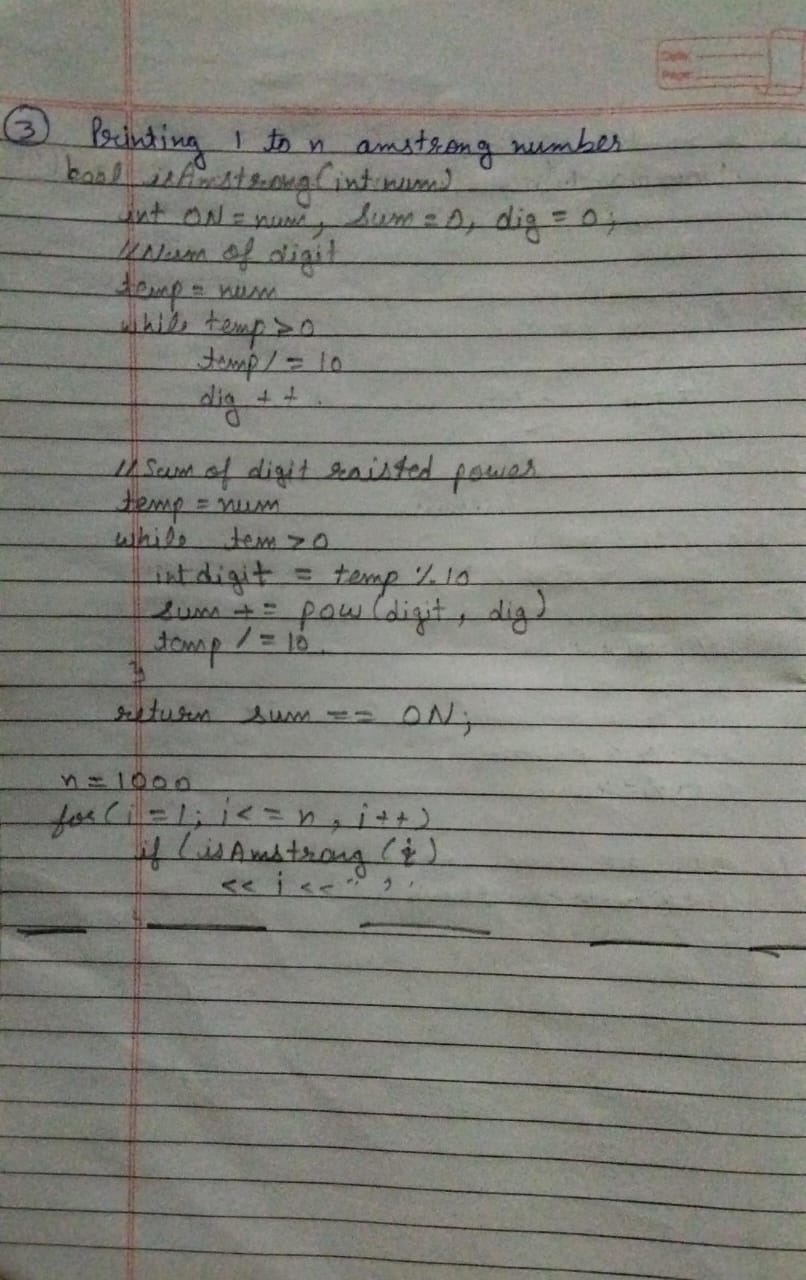 Date
Page
③ Printing 1 to n amstrong number
bool isAmstrong(int num)
int ON = num, sum = 0, dig = 0;
// Num of digit
temp = num
while temp > 0
temp / = 10
dig + + .
// Sum of digit raisted power
temp = num
while tem > 0
int digit = temp % 10
sum + = pow (digit, dig)
temp / = 10.
}
return sum == ON;
n = 1000
for (i = 1; i <= n, i++)
if (isAmstrong (i)
<< i << " ";